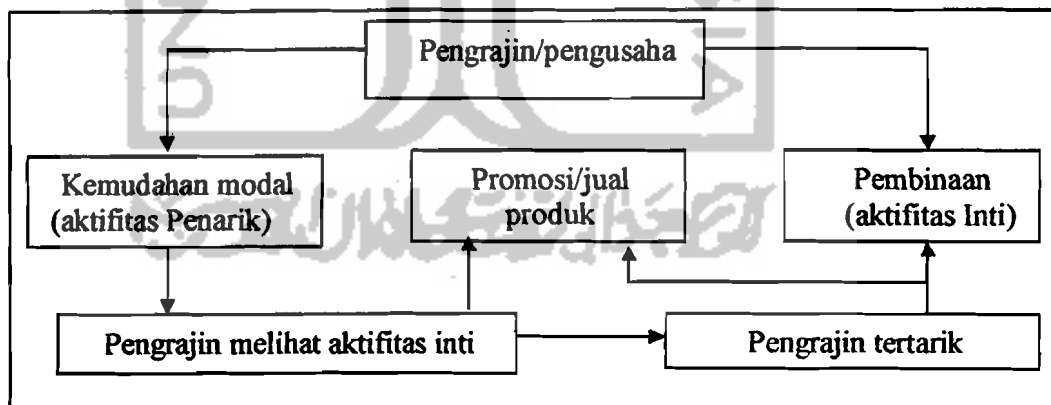 Pengrajin/pengusaha
Kemudahan modal
(aktifitas Penarik)
Promosi/jual
produk
Pembinaan
(aktifitas Inti)
Pengrajin melihat aktifitas inti
Pengrajin tertarik